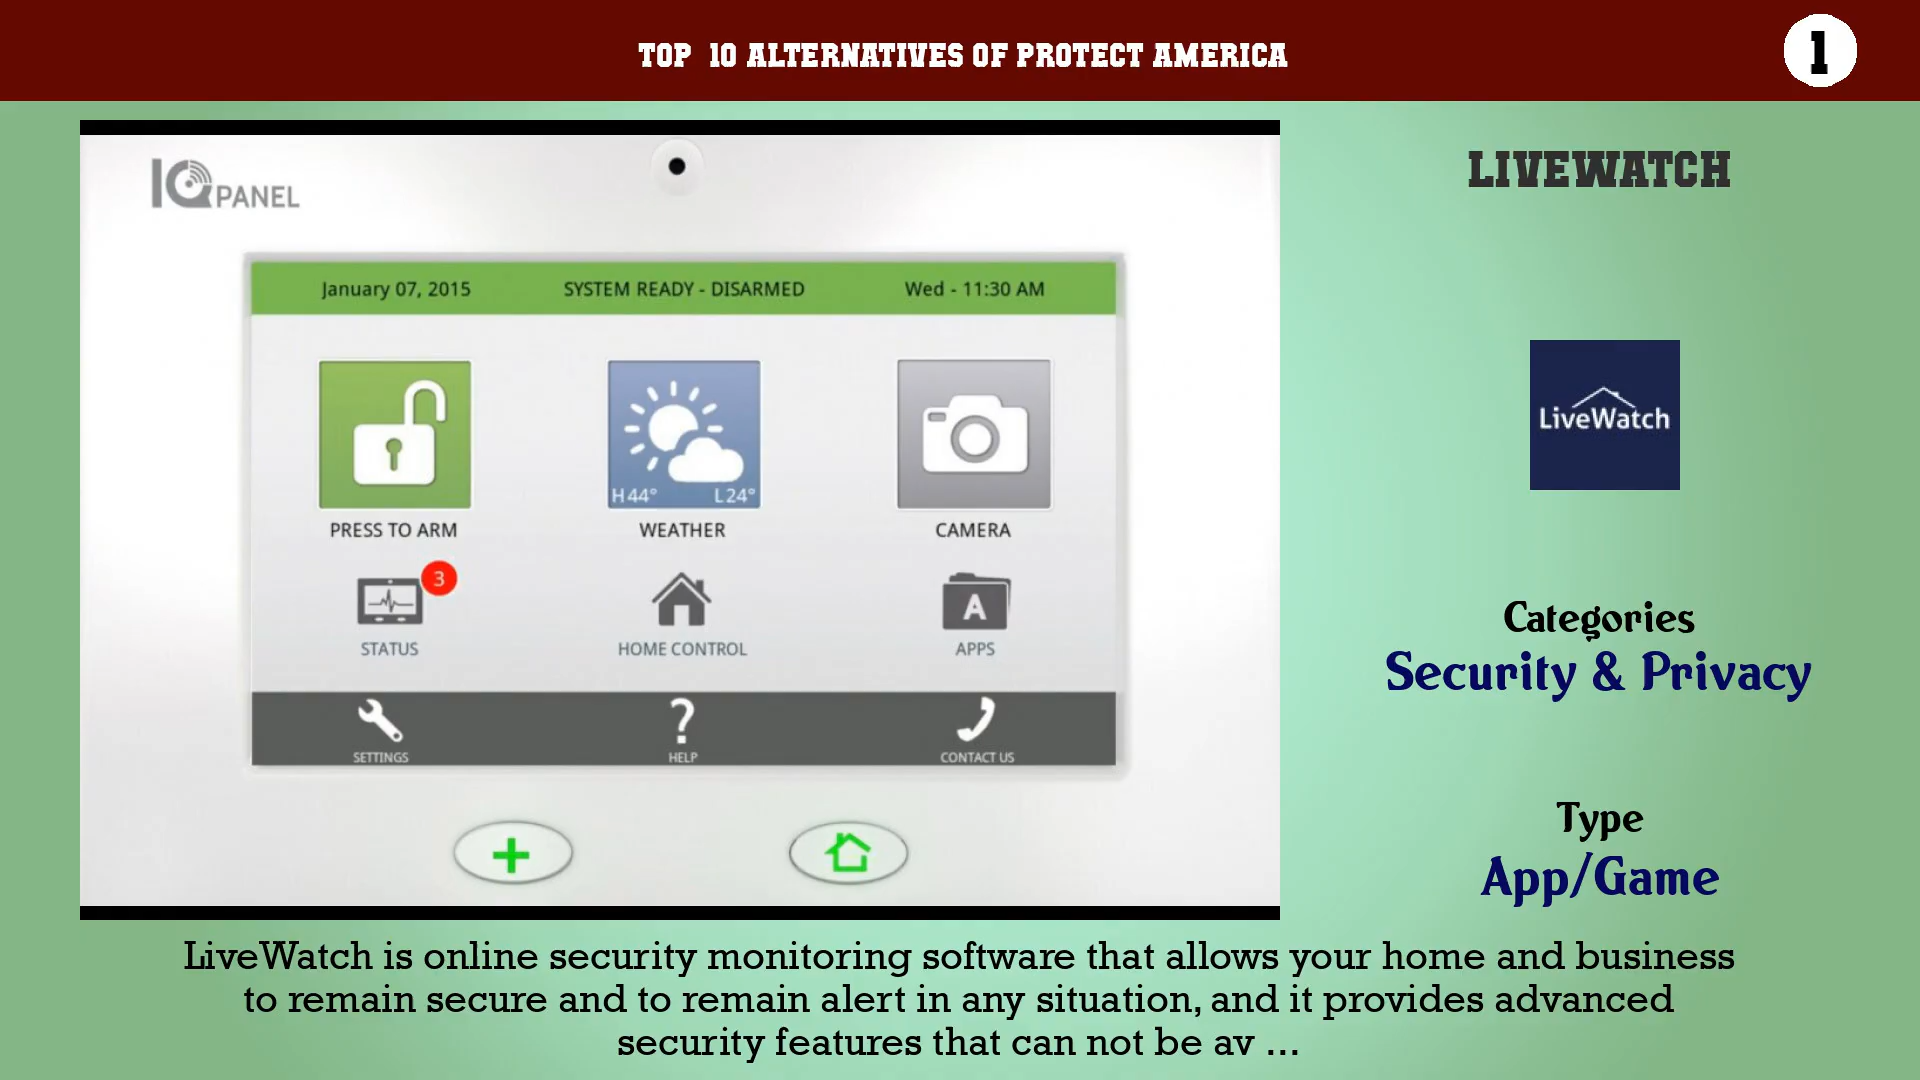 TOP 10 ALTERNATIVES OF PROTECT AMERICA
1
LIVEWATCH
IQ PANEL
January 07, 2015 SYSTEM READY - DISARMED Wed - 11:30 AM
H44° L24°
PRESS TO ARM WEATHER CAMERA
3
STATUS HOME CONTROL A APPS
SETTINGS ? HELP CONTACT US
LiveWatch
Categories
Security & Privacy
Type
App/Game
LiveWatch is online security monitoring software that allows your home and business
to remain secure and to remain alert in any situation, and it provides advanced
security features that can not be av ...